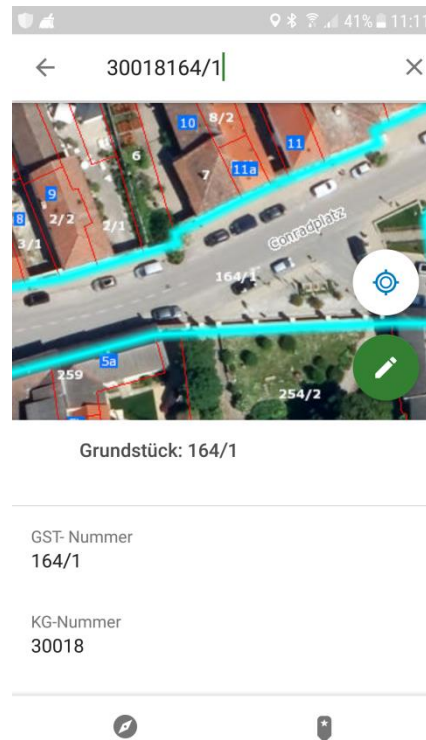 41% 11:11
30018164/1
10
8/2
11
6
7
11a
9
8
2/2
2/1
3/1
Conradplatz
164/1
5a
259
254/2
Grundstück: 164/1
GST- Nummer
164/1
KG-Nummer
30018